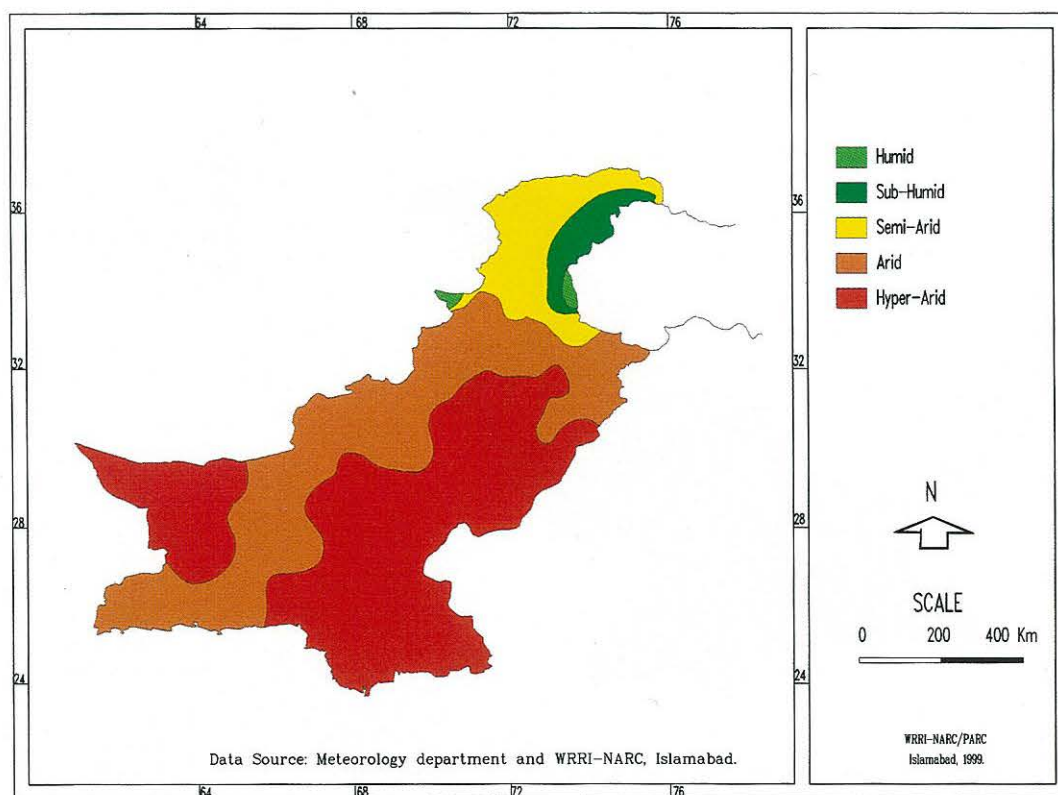 64 68 72 76
36 36
32 32
28 28
24 24
64 68 72 76
Data Source: Meteorology department and WRRI-NARC, Islamabad.
Humid
Sub-Humid
Semi-Arid
Arid
Hyper-Arid
N
SCALE
0 200 400 Km
WRRI-NARC/PARC
Islamabad, 1999.